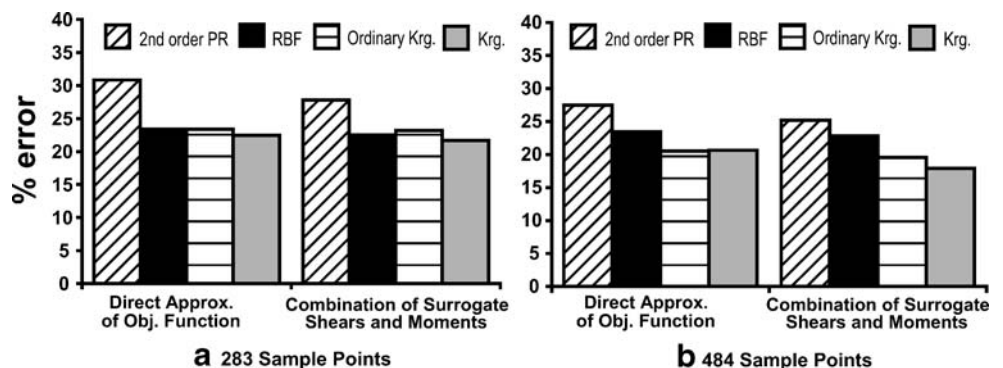 % error
40
35
30
25
20
15
10
5
0
2nd order PR RBF Ordinary Krg. Krg.
Direct Approx.
of Obj. Function
Combination of Surrogate
Shears and Moments
a 283 Sample Points
40
35
30
25
20
15
10
5
0
2nd order PR RBF Ordinary Krg. Krg.
Direct Approx.
of Obj. Function
Combination of Surrogate
Shears and Moments
b 484 Sample Points